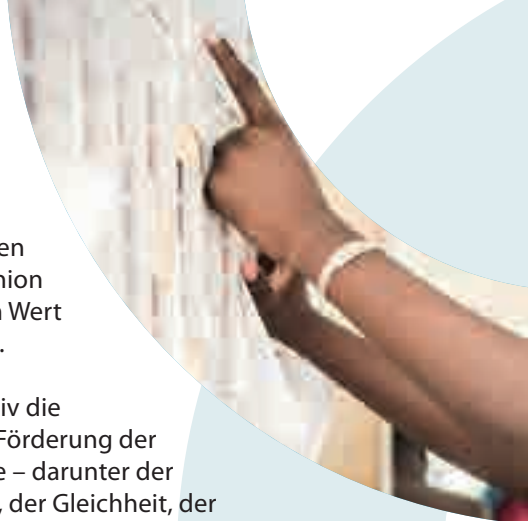 en
nion
Wert
.
iv die
Förderung der
e – darunter der
, der Gleichheit, der